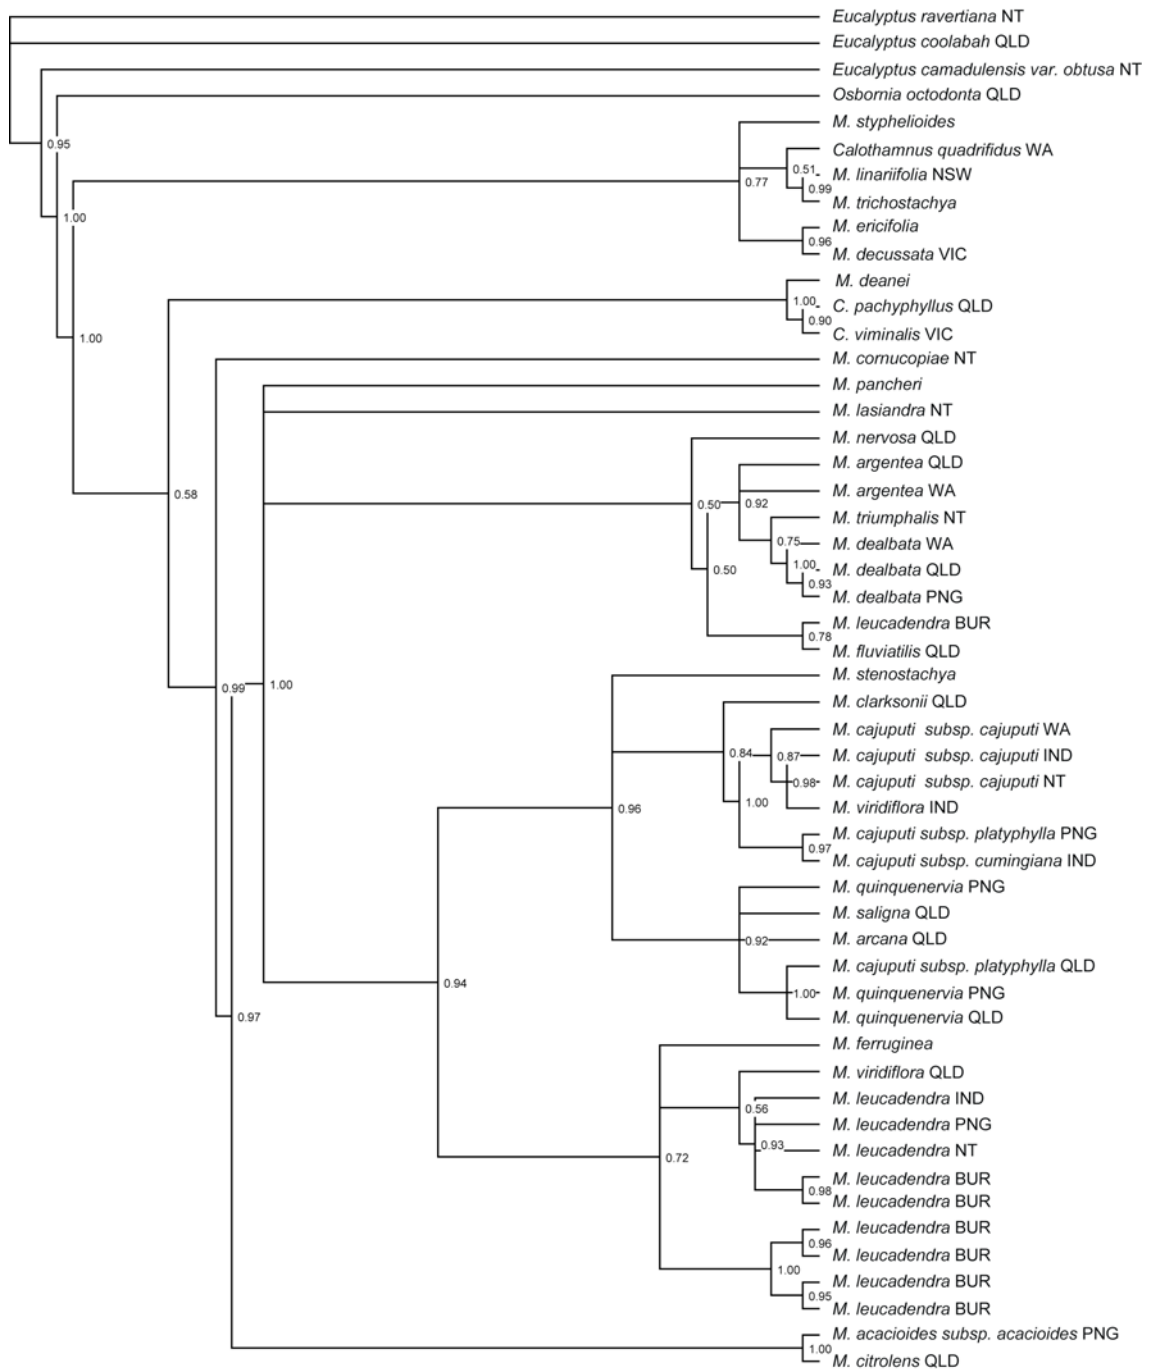 Eucalyptus ravertiana NT
Eucalyptus coolabah QLD
Eucalyptus camadulensis var. obtusa NT
Osbornia octodonta QLD
0.95
M. styphelioides
Calothamnus quadrifidus WA
0.51
M. linariifolia NSW
0.77
0.99
M. trichostachya
1.00
M. ericifolia
0.96
M. decussata VIC
M. deanei
1.00
C. pachyphyllus QLD
0.90
C. viminalis VIC
1.00
M. cornucopiae NT
M. pancheri
M. lasiandra NT
M. nervosa QLD
M. argentea QLD
0.58
M. argentea WA
0.50
0.92
M. triumphalis NT
0.75
M. dealbata WA
1.00
0.50
M. dealbata QLD
0.93
M. dealbata PNG
M. leucadendra BUR
0.78
M. fluviatilis QLD
M. stenostachya
0.99
1.00
M. clarksonii QLD
M. cajuputi subsp. cajuputi WA
0.84
0.87
M. cajuputi subsp. cajuputi IND
0.98
M. cajuputi subsp. cajuputi NT
1.00
0.96
M. viridiflora IND
M. cajuputi subsp. platyphylla PNG
0.97
M. cajuputi subsp. cumingiana IND
M. quinquenervia PNG
M. saligna QLD
0.92
M. arcana QLD
M. cajuputi subsp. platyphylla QLD
0.94
1.00
M. quinquenervia PNG
0.97
M. quinquenervia QLD
M. ferruginea
M. viridiflora QLD
M. leucadendra IND
0.56
M. leucadendra PNG
0.93
M. leucadendra NT
0.72
M. leucadendra BUR
0.98
M. leucadendra BUR
M. leucadendra BUR
0.96
M. leucadendra BUR
1.00
M. leucadendra BUR
0.95
M. leucadendra BUR
M. acacioides subsp. acacioides PNG
1.00
M. citrolens QLD